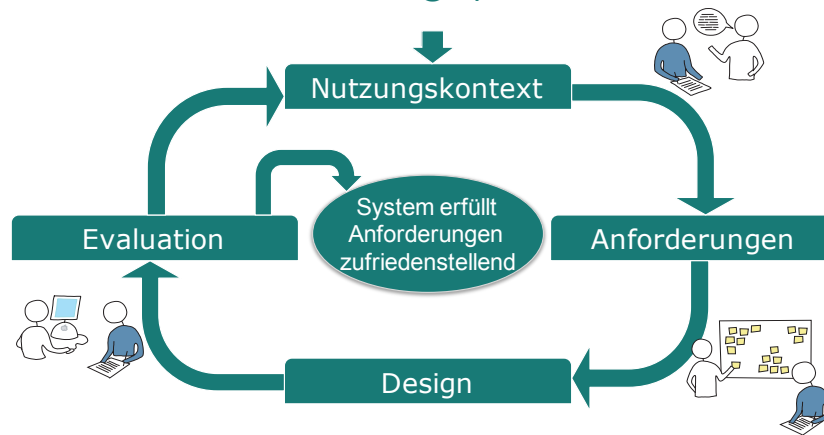 Nutzungskontext
System erfüllt
Anforderungen
zufriedenstellend
Evaluation
Anforderungen
Design